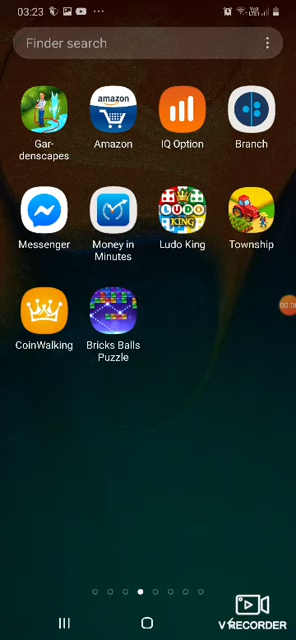 03:23
Finder search
amazon
Gar-
denscapes
Amazon
IQ Option
Branch
LUDO
KING
Messenger
Money in
Minutes
Ludo King
Township
CoinWalking
Bricks Balls
Puzzle
V RECORDER